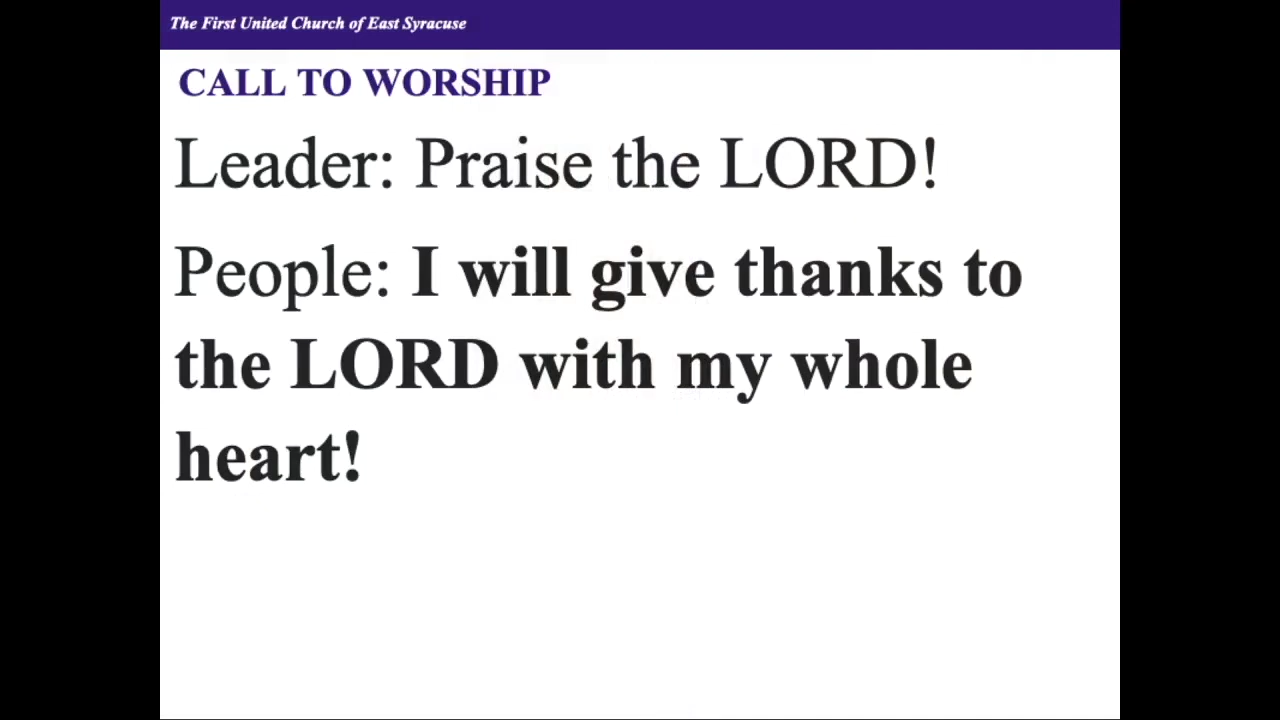 The First United Church of East Syracuse
CALL TO WORSHIP
Leader: Praise the LORD!
People: I will give thanks to
the LORD with my whole
heart!